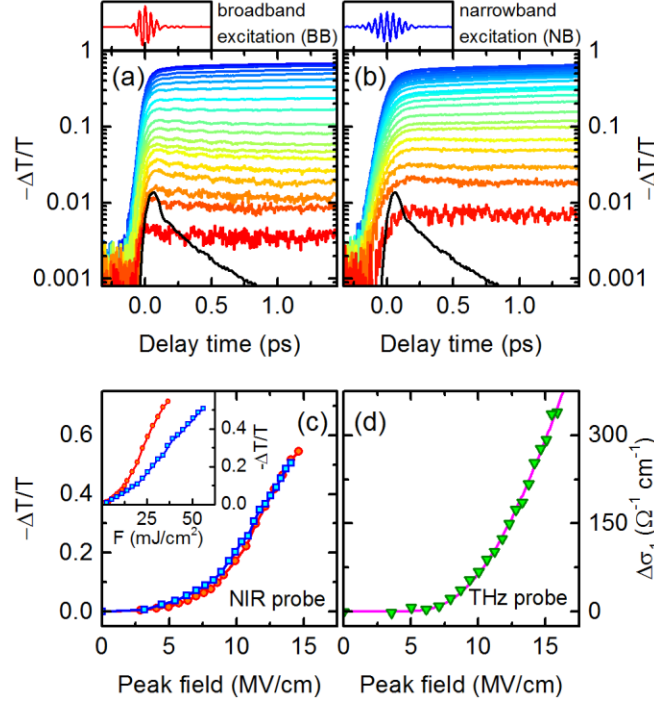 broadband
excitation (BB)
narrowband
excitation (NB)
(a)
(b)
-ΔT/T
1
0.1
0.01
0.001
0.0 0.5 1.0
Delay time (ps)
0.0 0.5 1.0
Delay time (ps)
1
0.1
0.01
0.001
-ΔT/T
(c)
-ΔT/T
0.6
0.4
0.2
0.0
0.4
0.2
0.0
-ΔT/T
25 50
F (mJ/cm²)
NIR probe
0 5 10 15
Peak field (MV/cm)
(d)
THz probe
0 5 10 15
Peak field (MV/cm)
300
150
0
Δσ₁ (Ω⁻¹ cm⁻¹)